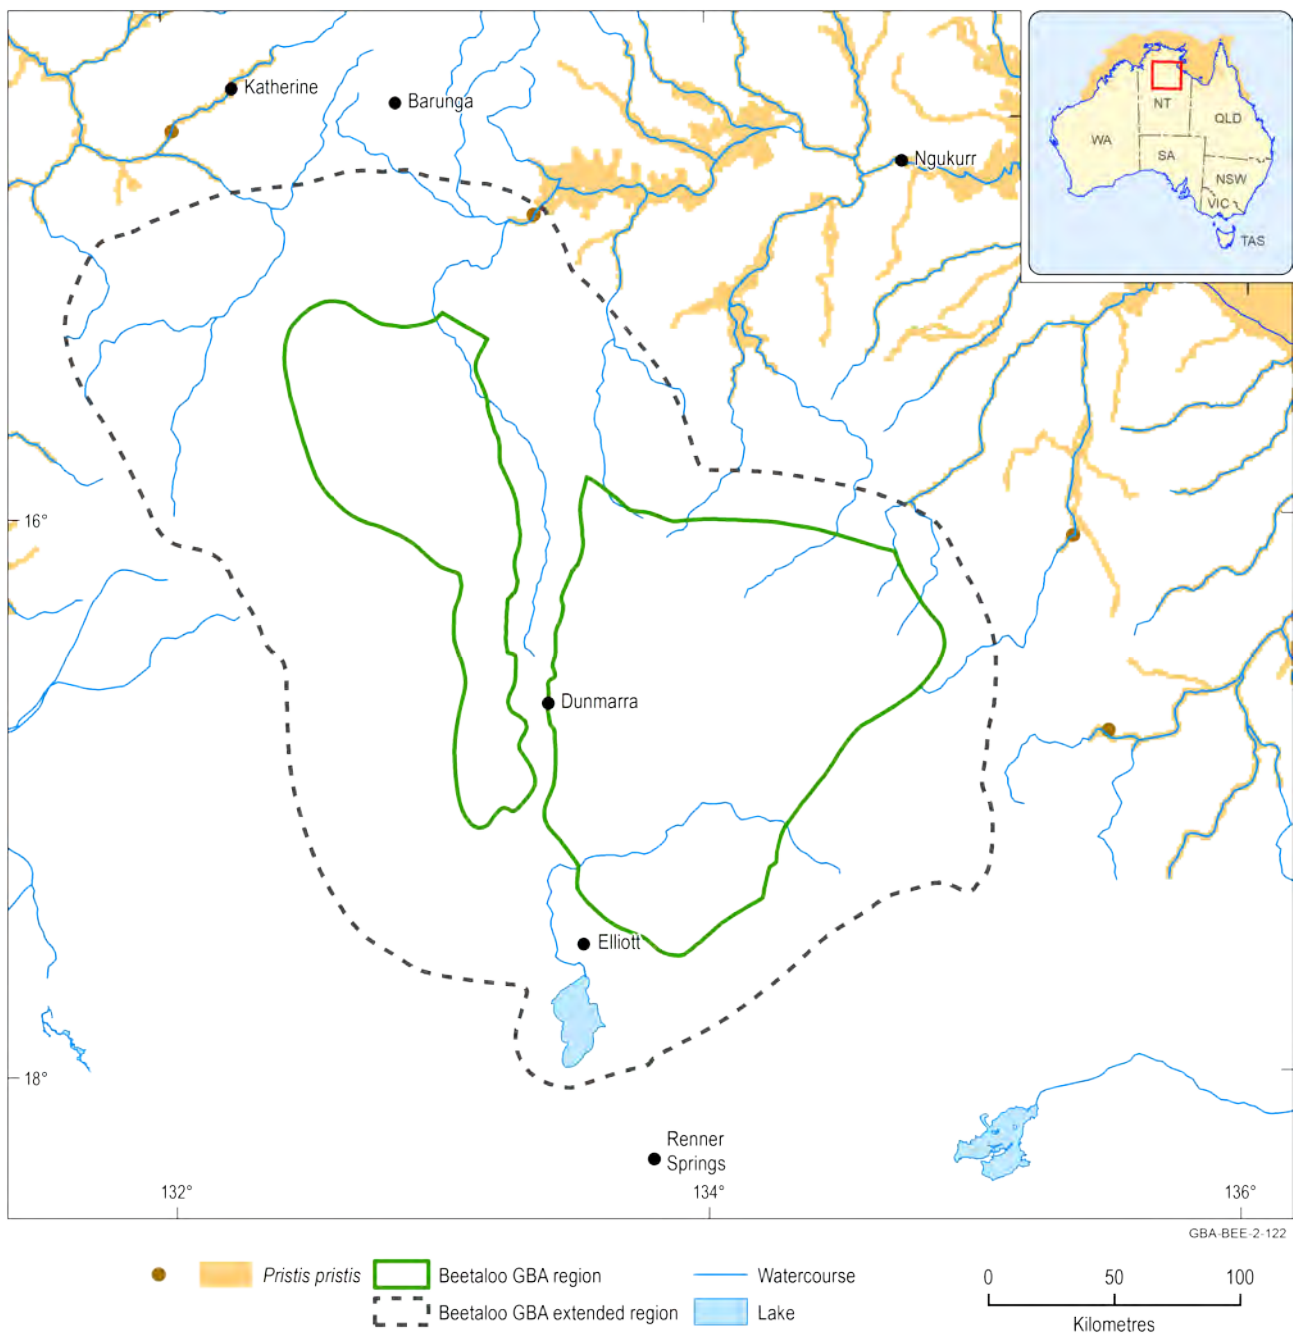 Katherine
Barunga
Ngukurr
WA
NT
QLD
SA
NSW
VIC
TAS
16°
Dunmarra
Elliott
18°
Renner
Springs
132°
134°
136°
GBA-BEE-2-122
Pristis pristis
Beetaloo GBA region
Watercourse
0 50 100
Beetaloo GBA extended region
Lake
Kilometres